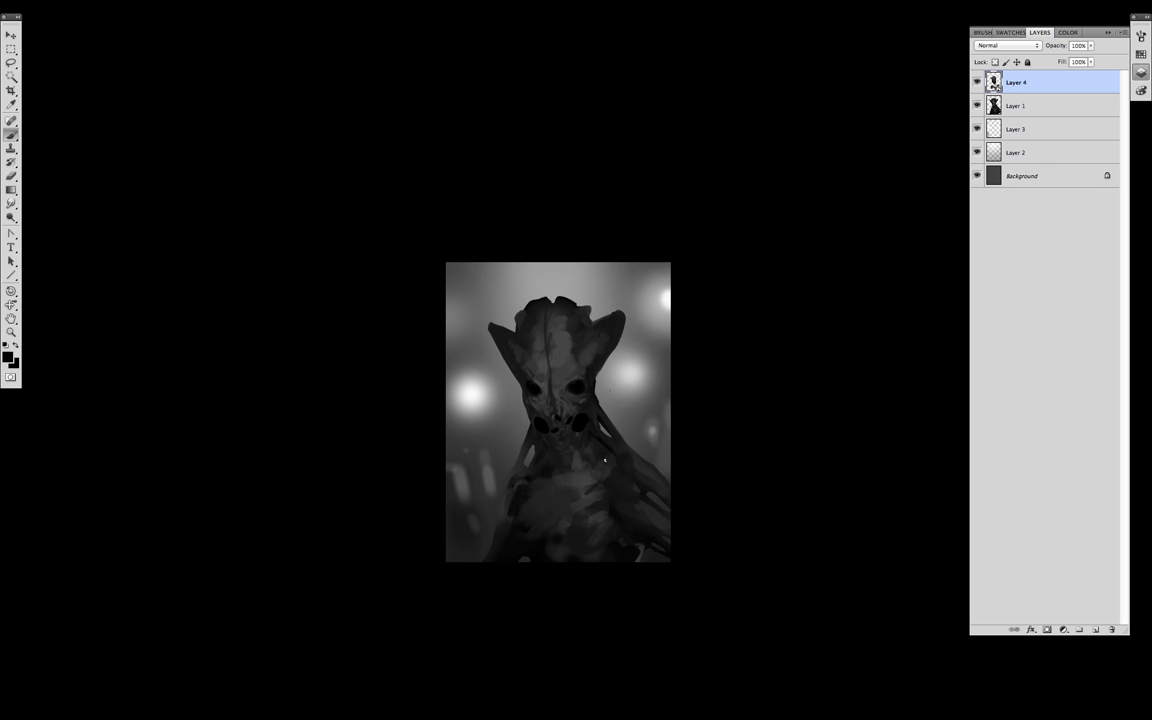 BRUSH SWATCHES LAYERS COLOR
Normal Opacity: 100%
Lock: Fill: 100%
Layer 4
Layer 1
Layer 3
Layer 2
Background